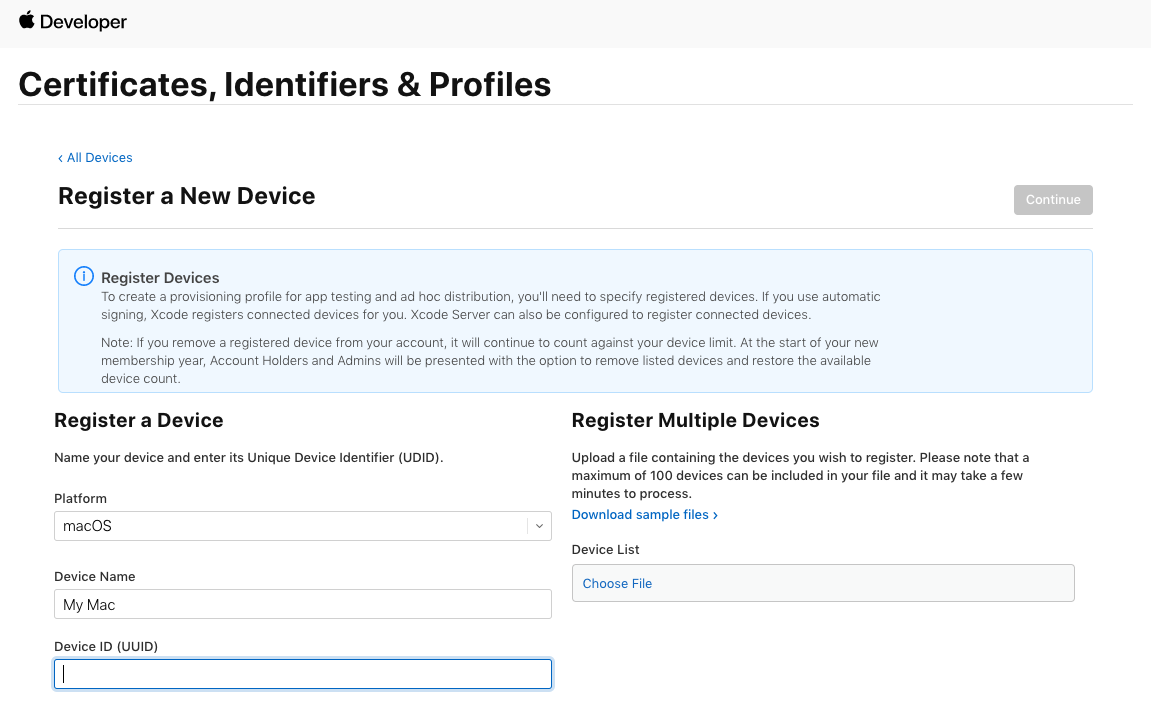 Developer
Certificates, Identifiers & Profiles
‹ All Devices
Register a New Device
Continue
Register Devices
To create a provisioning profile for app testing and ad hoc distribution, you'll need to specify registered devices. If you use automatic
signing, Xcode registers connected devices for you. Xcode Server can also be configured to register connected devices.
Note: If you remove a registered device from your account, it will continue to count against your device limit. At the start of your new
membership year, Account Holders and Admins will be presented with the option to remove listed devices and restore the available
device count.
Register a Device
Name your device and enter its Unique Device Identifier (UDID).
Platform
macOS
Device Name
My Mac
Device ID (UUID)
Register Multiple Devices
Upload a file containing the devices you wish to register. Please note that a
maximum of 100 devices can be included in your file and it may take a few
minutes to process.
Download sample files ›
Device List
Choose File